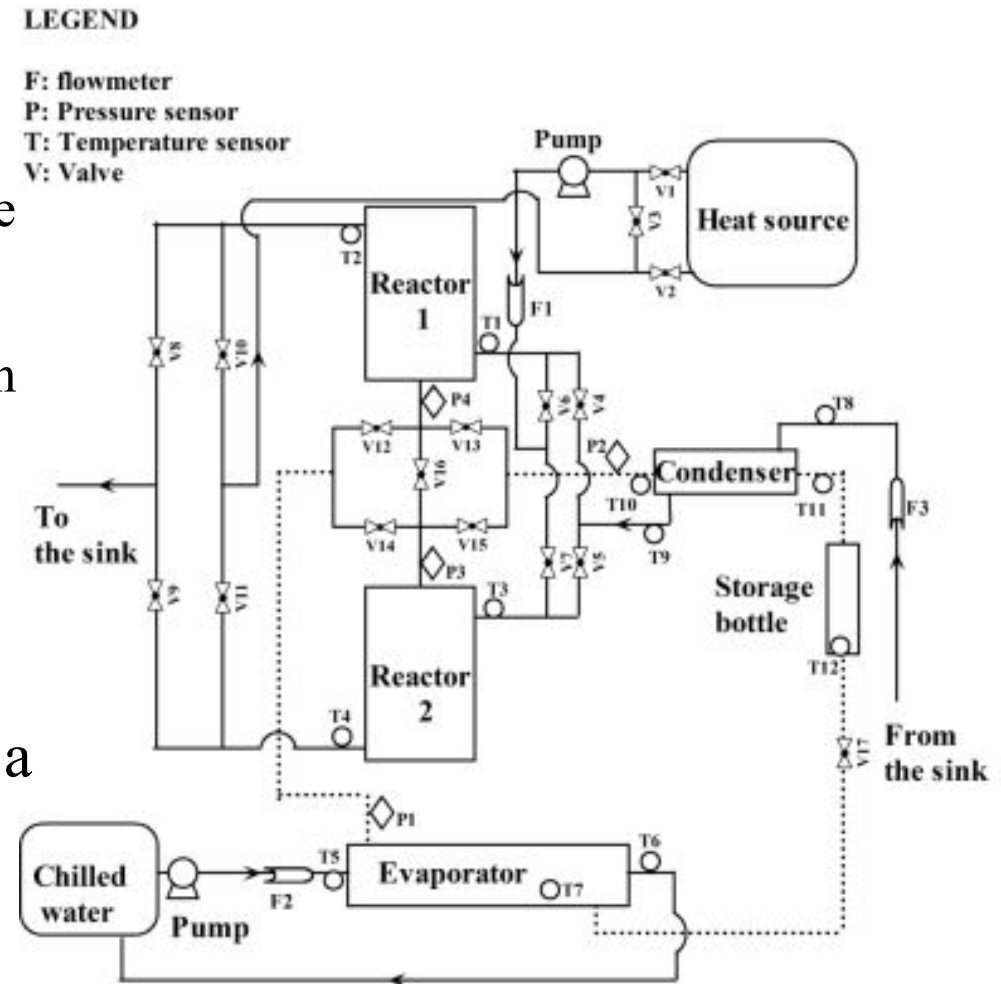 LEGEND
F: flowmeter
P: Pressure sensor
T: Temperature sensor
V: Valve
e
n
a
Pump
V1
V3
V2
Heat source
T2
Reactor
1
T1
F1
V8
V10
P4
V6
V4
V12
V13
V16
P2
T8
Condenser
T10
T11
F3
To
the sink
V14
V15
T9
P3
V7
V5
V9
V11
T3
Storage
bottle
T12
Reactor
2
T4
V17
From
the sink
P1
Chilled
water
Pump
F2
T5
Evaporator
T7
T6